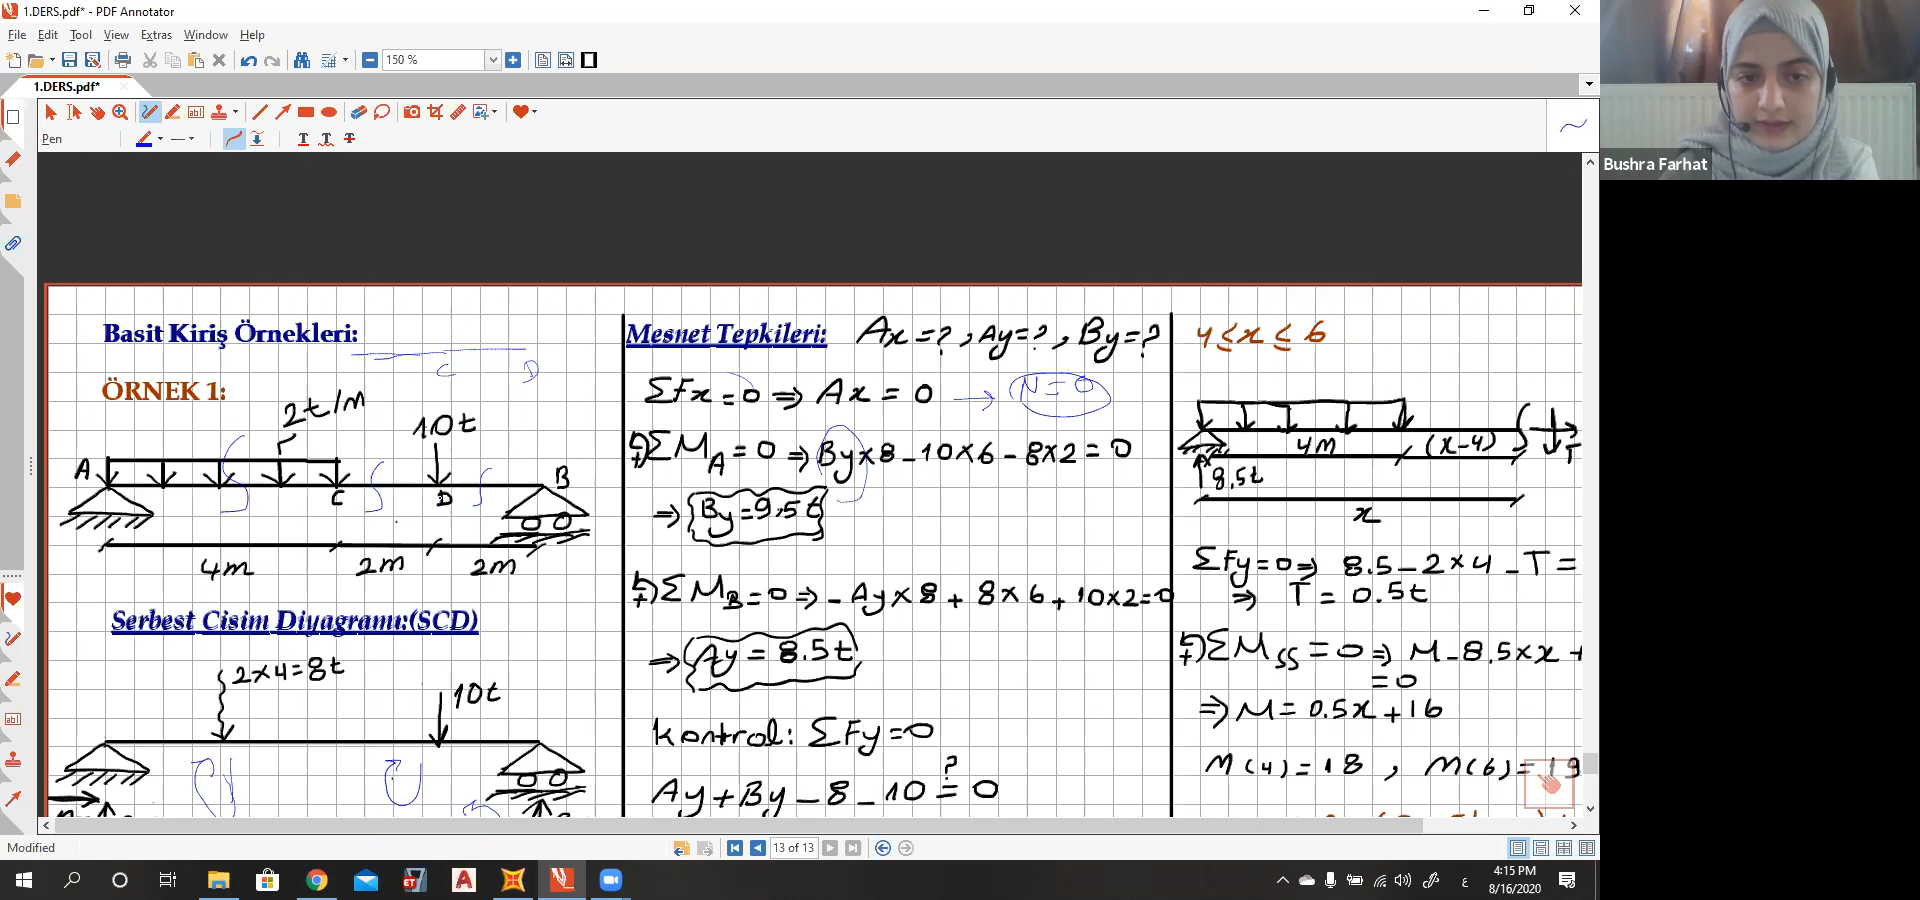 1.DERS.pdf* - PDF Annotator
File Edit Tool View Extras Window Help
150 %
1.DERS.pdf*
Pen
Bushra Farhat
Basit Kiriş Örnekleri:
C D
ÖRNEK 1:
2t/m
10t
A
C
D
B
4m
2m
2m
Serbest Cisim Diyagramı:(SCD)
2×4=8t
10t
Mesnet Tepkileri: Ax=? , Ay=? , By=?
ΣFx=0 ⇒ Ax = 0 → N=0
+ ΣM_A = 0 ⇒ By×8-10×6-8×2=0
⇒ By=9,5t
+ ΣM_B=0 ⇒ -Ay×8+8×6+10×2=0
⇒ Ay=8.5t
kontrol: ΣFy=0
?
Ay+By-8-10=0
4≤x≤6
4m
(x-4)
T
8,5t
x
ΣFy=0 ⇒ 8.5-2×4-T=
⇒ T=0.5t
+ ΣMss=0 ⇒ M-8.5×x+
=0
⇒ M=0.5x+16
M(4)=18 , M(6)=19
Modified
13 of 13
ET
A
ع
4:15 PM
8/16/2020